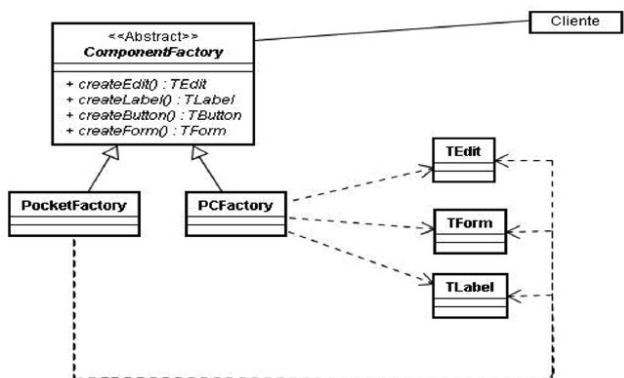 Cliente
<<Abstract>>
ComponentFactory
+ createEdit() : TEdit
+ createLabel() : TLabel
+ createButton() : TButton
+ createForm() : TForm
PocketFactory
PCFactory
TEdit
TForm
TLabel